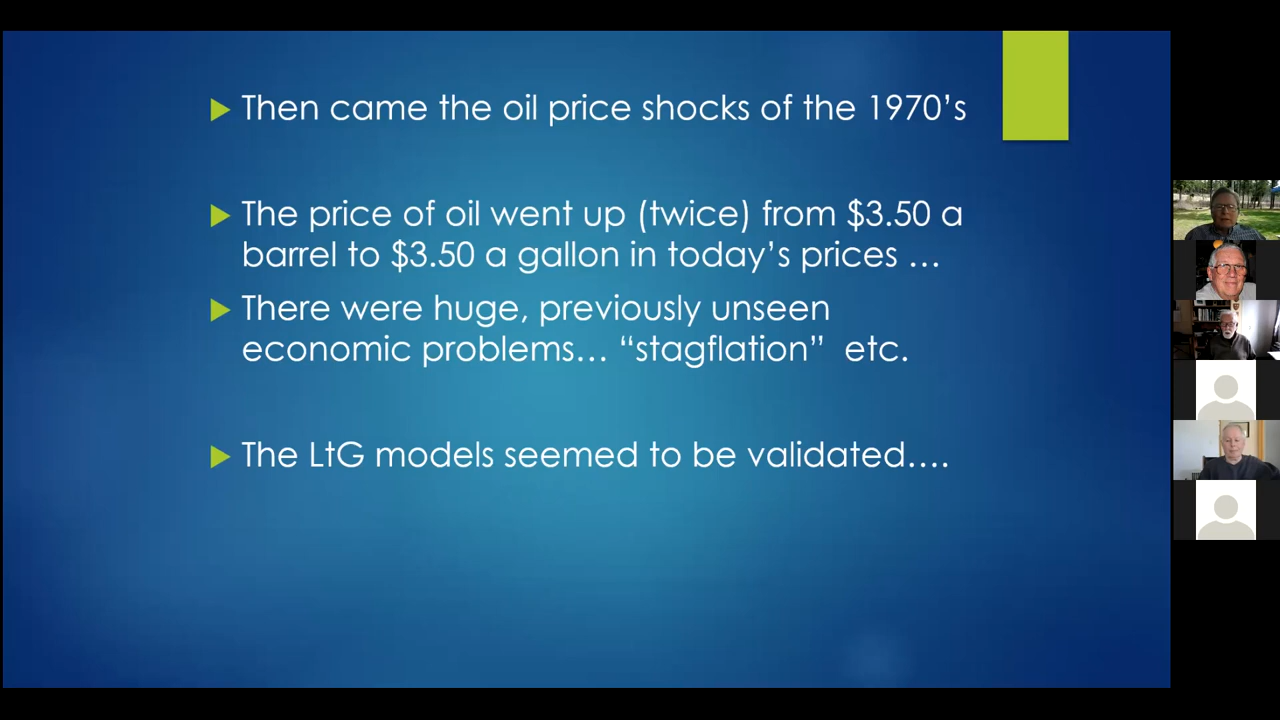 Then came the oil price shocks of the 1970’s
The price of oil went up (twice) from $3.50 a
barrel to $3.50 a gallon in today’s prices …
There were huge, previously unseen
economic problems… “stagflation”  etc.
The LtG models seemed to be validated….